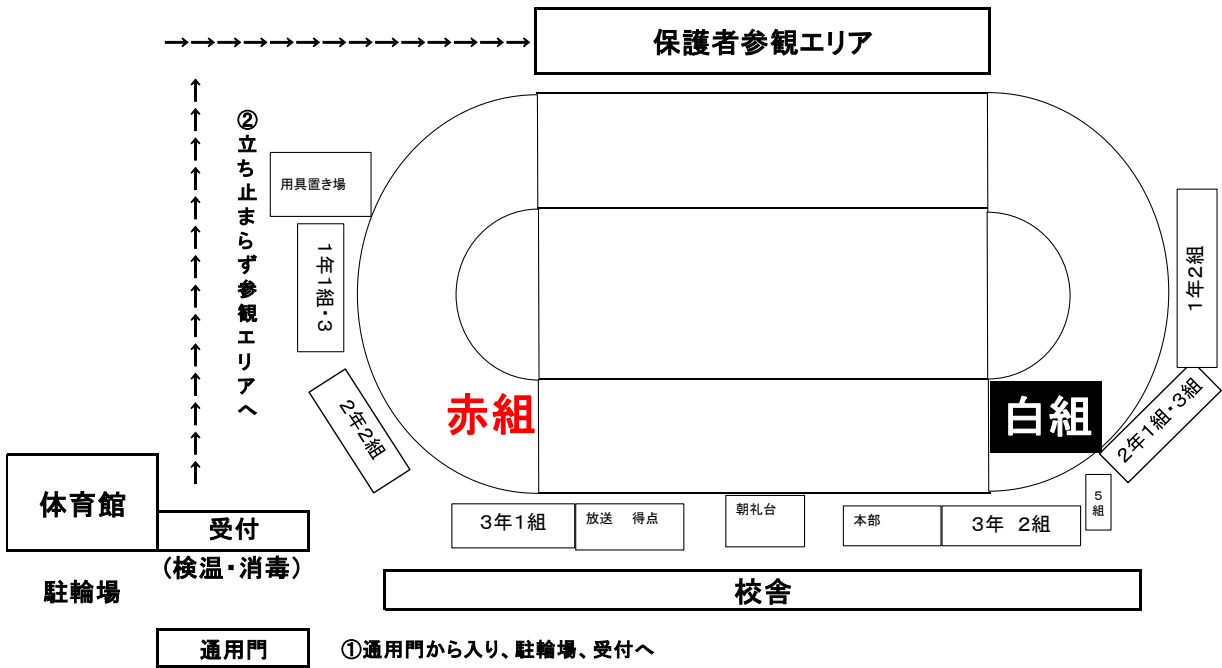 →→→→→→→→→→→→→→
保護者参観エリア
↑↑↑↑↑↑↑↑↑↑↑↑↑↑
②立ち止まらず参観エリアへ
用具置き場
1年1組・3
2年2組
1年2組
2年1組・3組
赤組
白組
体育館
受付
(検温・消毒)
駐輪場
3年1組
放送 得点
朝礼台
本部
3年 2組
5組
校舎
通用門
①通用門から入り、駐輪場、受付へ